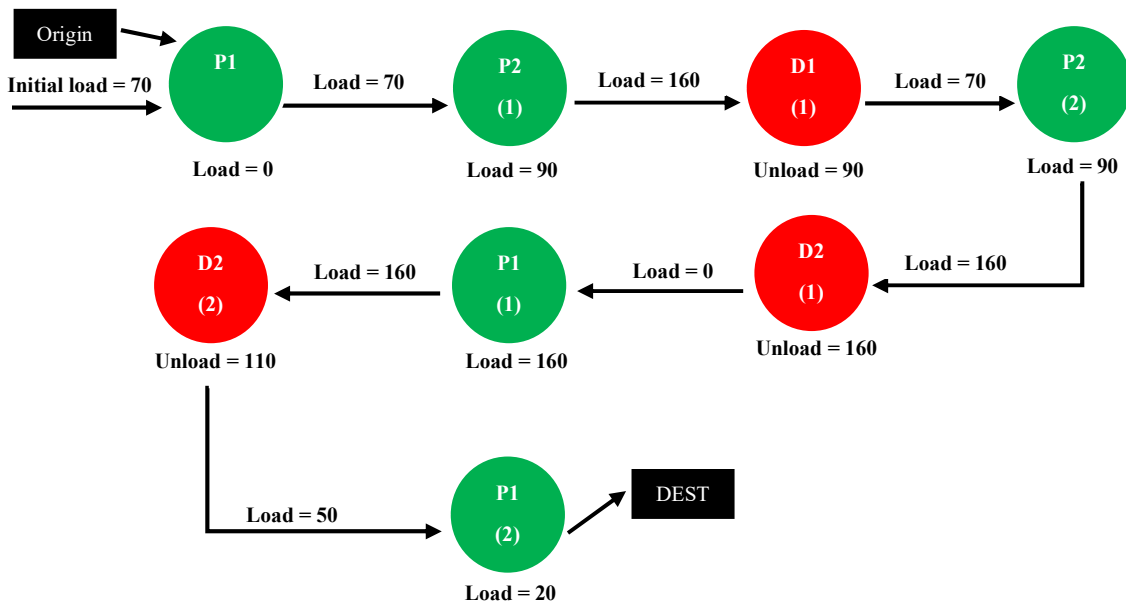 Origin
Initial load = 70
P1
Load = 0
Load = 70
P2
(1)
Load = 90
Load = 160
D1
(1)
Unload = 90
Load = 70
P2
(2)
Load = 90
Load = 160
D2
(1)
Unload = 160
Load = 0
P1
(1)
Load = 160
Load = 160
D2
(2)
Unload = 110
Load = 50
P1
(2)
Load = 20
DEST